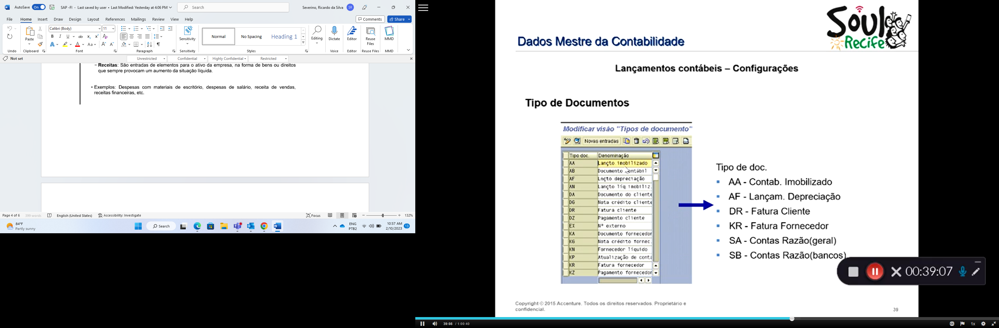 AutoSave On SAP -FI - Last saved by user • Last Modified: Yesterday at 4:06 PM Search Severino, Ricardo da Silva SR
File Home Insert Draw Design Layout References Mailings Review View Help Comments Share
Paste
Calibri (Body) 11
Sensitivity
Normal No Spacing Heading 1
Editing Dictate Editor Reuse Files MMD
Undo Clipboard Font Paragraph Sensitivity Styles Voice Editor Reuse Files MMD
Not set Unrestricted Confidential Highly Confidential Restricted
– Receitas: São entradas de elementos para o ativo da empresa, na forma de bens ou direitos
que sempre provocam um aumento da situação líquida.
• Exemplos: Despesas com materiais de escritório, despesas de salário, receita de vendas,
receitas financeiras, etc.
Page 4 of 6 399 words English (United States) Accessibility: Investigate Focus 132%
84°F
Partly sunny
Search
ENG
PTB2
10:57 AM
2/10/2023
13
Soul
Recife
Dados Mestre da Contabilidade
Lançamentos contábeis – Configurações
Tipo de Documentos
Modificar visão "Tipos de documento"
Novas entradas
Tipo doc. Denominação
AA Lançto.imobilizado
AB Documento contábil
AF Lncto.depreciação
AN Lançto líq.imobiliz.
DA Documento do cliente
DG Nota crédito cliente
DR Fatura cliente
DZ Pagamento cliente
EX Nº externo
KA Documento fornecedor
KG Nota crédito fornec.
KN Fornecedor líquido
KP Atualização de conta
KR Fatura fornecedor
KZ Pagamento fornecedor
Tipo de doc.
AA - Contab. Imobilizado
AF - Lançam. Depreciação
DR - Fatura Cliente
KR - Fatura Fornecedor
SA - Contas Razão(geral)
SB - Contas Razão(bancos)
00:39:07
Copyright © 2015 Accenture. Todos os direitos reservados. Proprietário e
confidencial.
39
39:08 / 1:00:40
1x